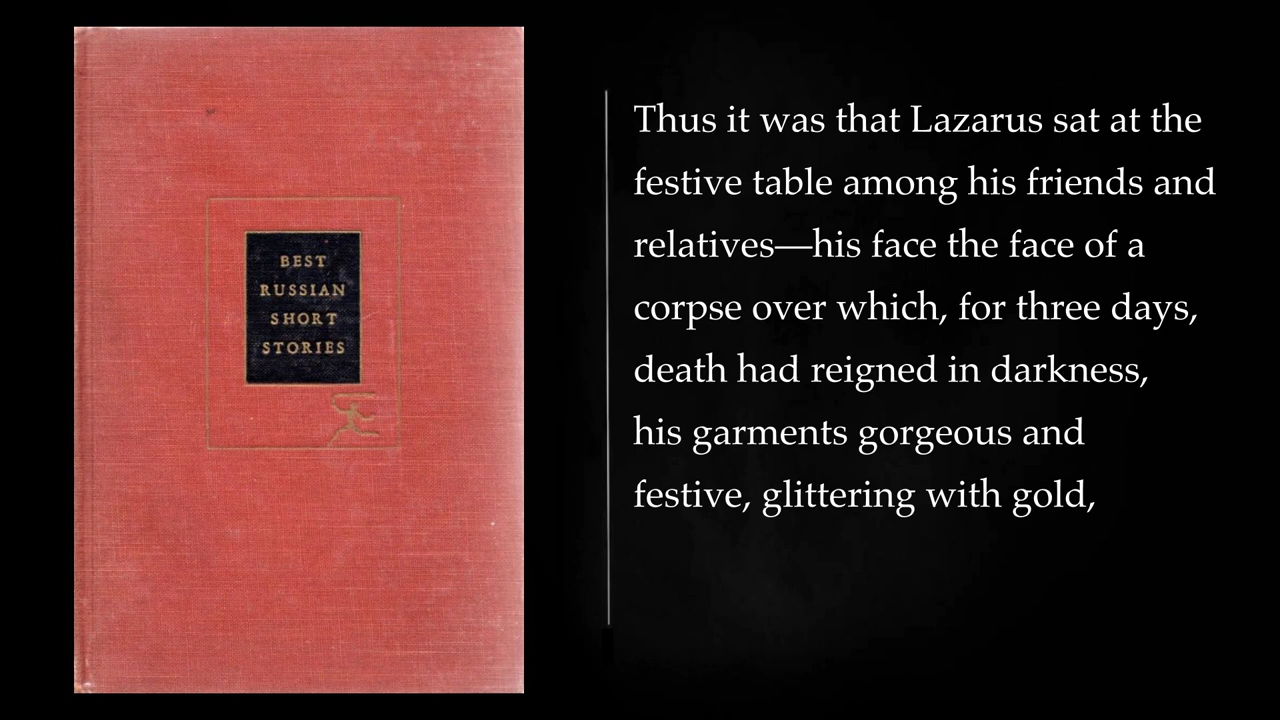 BEST
RUSSIAN
SHORT
STORIES
Thus it was that Lazarus sat at the
festive table among his friends and
relatives—his face the face of a
corpse over which, for three days,
death had reigned in darkness,
his garments gorgeous and
festive, glittering with gold,